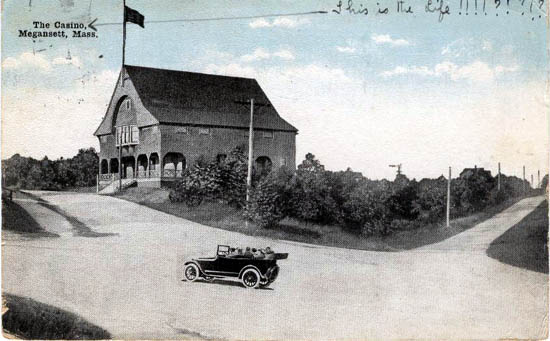 This is the Life !!!! ? !!? ?
The Casino,
Megansett, Mass.